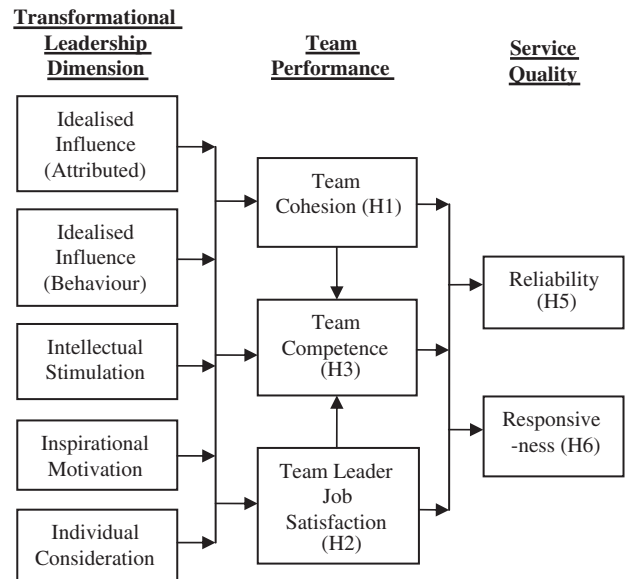 Transformational
Leadership
Dimension
Team
Performance
Service
Quality
Idealised
Influence
(Attributed)
Idealised
Influence
(Behaviour)
Intellectual
Stimulation
Inspirational
Motivation
Individual
Consideration
Team
Cohesion (H1)
Team
Competence
(H3)
Team Leader
Job
Satisfaction
(H2)
Reliability
(H5)
Responsive
-ness (H6)